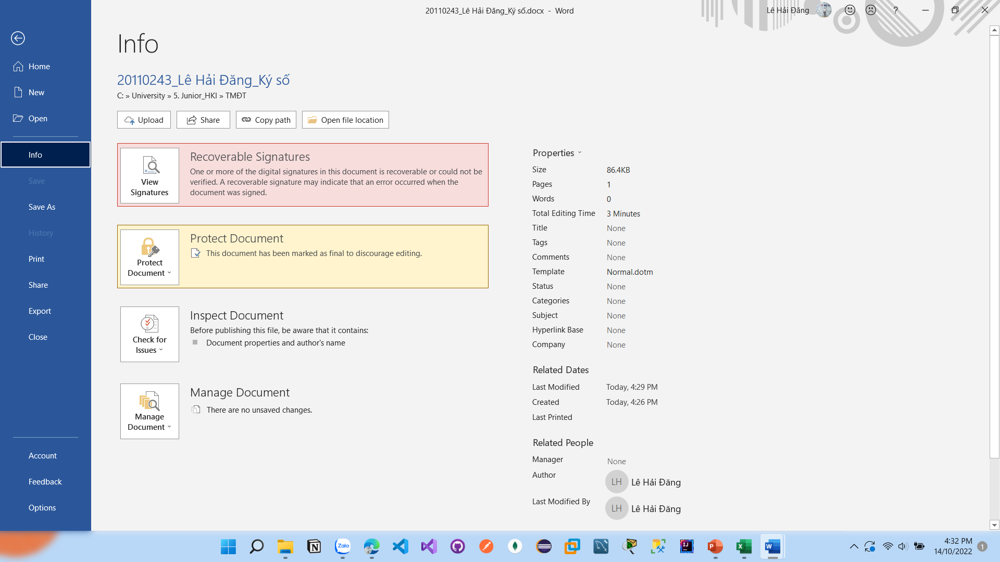 20110243_Lê Hải Đăng_Ký số.docx - Word
Lê Hải Đăng
?
Info
Home
New
Open
Info
Save
Save As
History
Print
Share
Export
Close
Account
Feedback
Options
20110243_Lê Hải Đăng_Ký số
C: » University » 5. Junior_HKI » TMĐT
Upload
Share
Copy path
Open file location
View
Signatures
Recoverable Signatures
One or more of the digital signatures in this document is recoverable or could not be
verified. A recoverable signature may indicate that an error occurred when the
document was signed.
Protect
Document
Protect Document
This document has been marked as final to discourage editing.
Check for
Issues
Inspect Document
Before publishing this file, be aware that it contains:
Document properties and author's name
Manage
Document
Manage Document
There are no unsaved changes.
Properties
Size 86.4KB
Pages 1
Words 0
Total Editing Time 3 Minutes
Title None
Tags None
Comments None
Template Normal.dotm
Status None
Categories None
Subject None
Hyperlink Base None
Company None
Related Dates
Last Modified Today, 4:29 PM
Created Today, 4:26 PM
Last Printed
Related People
Manager None
Author LH Lê Hải Đăng
Last Modified By LH Lê Hải Đăng
N
Zalo
IJ
P
X
W
4:32 PM
14/10/2022
1